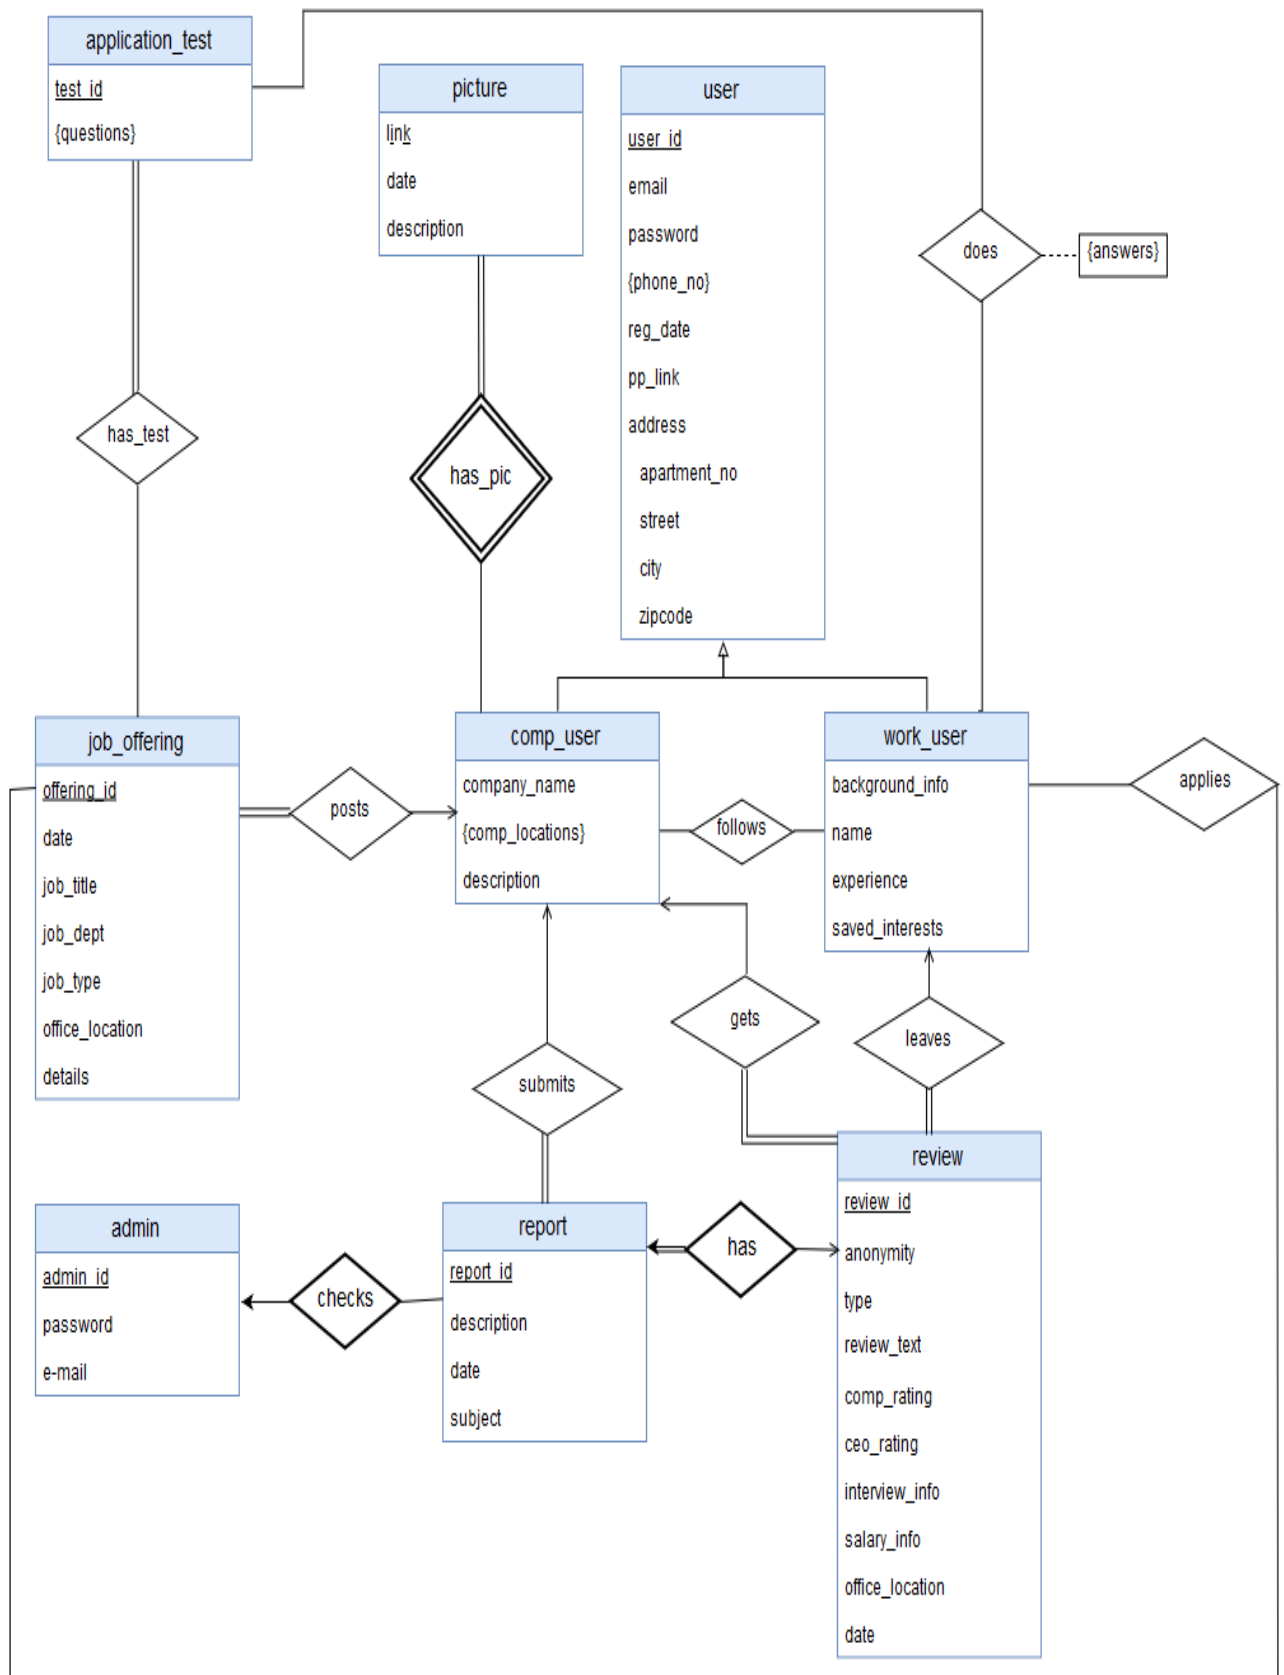 application_test
test_id
{questions}
picture
link
date
description
user
user_id
email
password
{phone_no}
reg_date
pp_link
address
apartment_no
street
city
zipcode
does
{answers}
has_test
has_pic
job_offering
offering_id
date
job_title
job_dept
job_type
office_location
details
posts
comp_user
company_name
{comp_locations}
description
follows
work_user
background_info
name
experience
saved_interests
applies
gets
leaves
submits
admin
admin_id
password
e-mail
checks
report
report_id
description
date
subject
has
review
review_id
anonymity
type
review_text
comp_rating
ceo_rating
interview_info
salary_info
office_location
date